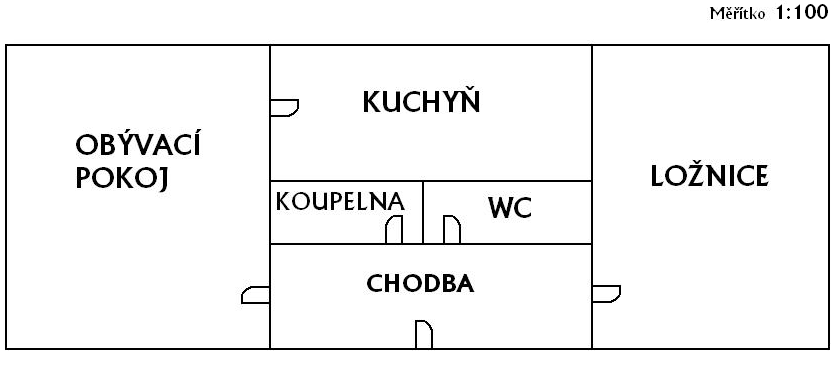 Měřítko 1:100
KUCHYŇ
OBÝVACÍ
POKOJ
LOŽNICE
KOUPELNA
WC
CHODBA